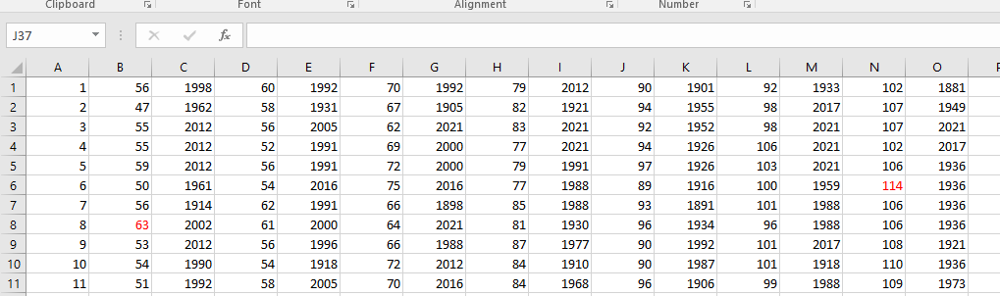 Clipboard Font Alignment Number
J37 fx
A B C D E F G H I J K L M N O
1 1 56 1998 60 1992 70 1992 79 2012 90 1901 92 1933 102 1881
2 2 47 1962 58 1931 67 1905 82 1921 94 1955 98 2017 107 1949
3 3 55 2012 56 2005 62 2021 83 2021 92 1952 98 2021 107 2021
4 4 55 2012 52 1991 69 2000 77 2021 94 1926 106 2021 102 2017
5 5 59 2012 56 1991 72 2000 79 1991 97 1926 103 2021 106 1936
6 6 50 1961 54 2016 75 2016 77 1988 89 1916 100 1959 114 1936
7 7 56 1914 62 1991 66 1898 85 1988 93 1891 101 1988 106 1936
8 8 63 2002 61 2000 64 2021 81 1930 96 1934 96 1988 106 1936
9 9 53 2012 56 1996 66 1988 87 1977 90 1992 101 2017 108 1921
10 10 54 1990 54 1918 72 2012 84 1910 90 1987 101 1918 110 1936
11 11 51 1992 58 2005 70 2016 84 1968 96 1906 99 1988 109 1973